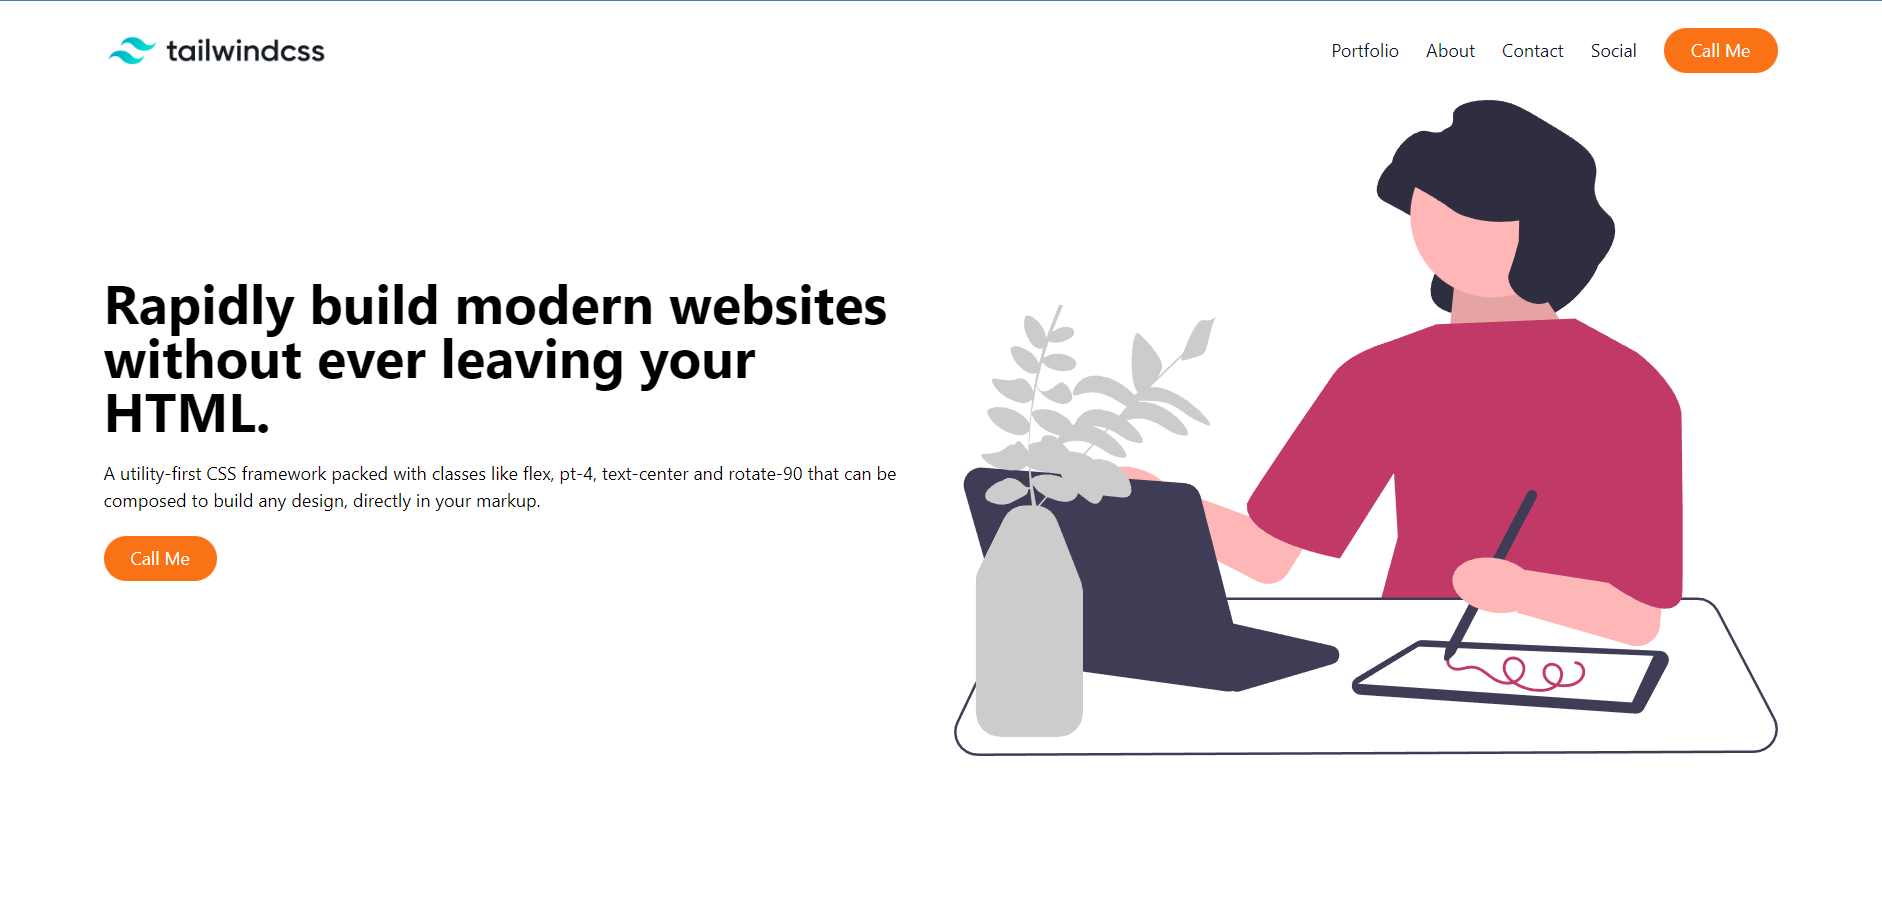 tailwindcss
Portfolio About Contact Social Call Me
Rapidly build modern websites
without ever leaving your
HTML.
A utility-first CSS framework packed with classes like flex, pt-4, text-center and rotate-90 that can be
composed to build any design, directly in your markup.
Call Me